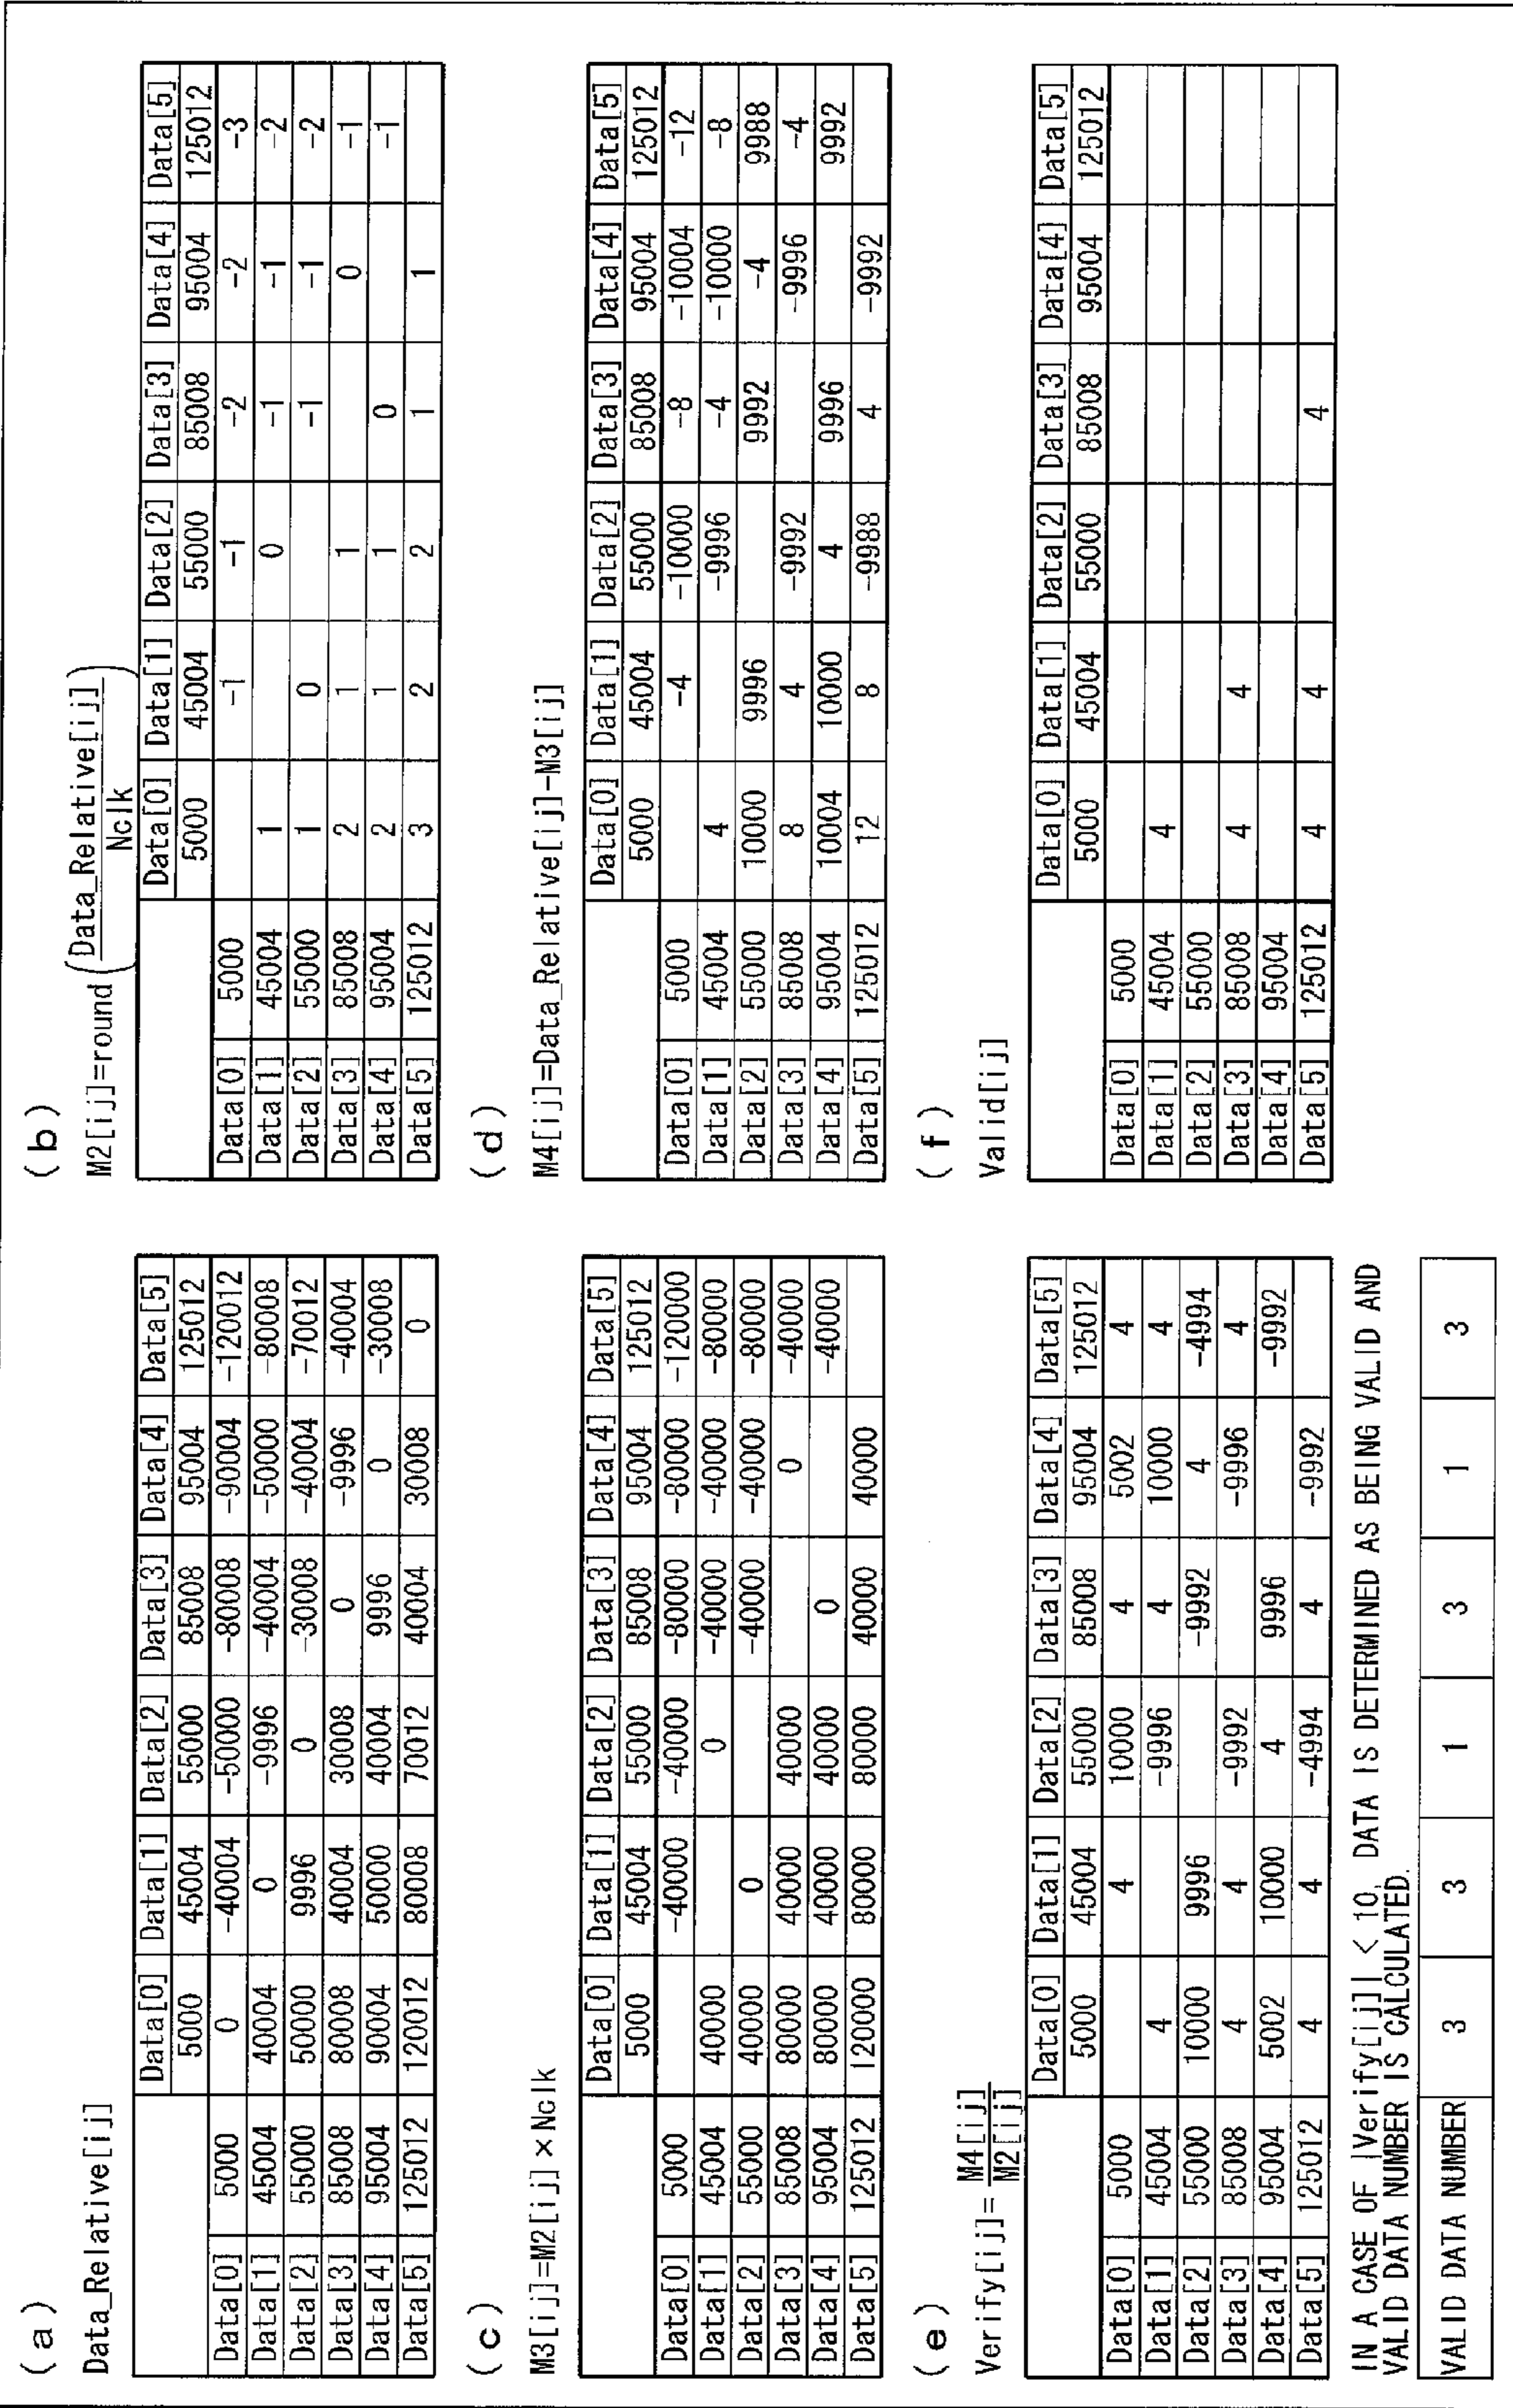 (a)
Data_Relative[ij]
Data[0] Data[1] Data[2] Data[3] Data[4] Data[5]
5000 45004 55000 85008 95004 125012
Data[0] 5000 0 -40004 -50000 -80008 -90004 -120012
Data[1] 45004 40004 0 -9996 -40004 -50000 -80008
Data[2] 55000 50000 9996 0 -30008 -40004 -70012
Data[3] 85008 80008 40004 30008 0 -9996 -40004
Data[4] 95004 90004 50000 40004 9996 0 -30008
Data[5] 125012 120012 80008 70012 40004 30008 0
(b)
M2[ij]=round(Data_Relative[ij]
Nclk)
Data[0] Data[1] Data[2] Data[3] Data[4] Data[5]
5000 45004 55000 85008 95004 125012
Data[0] 5000 -1 -1 -2 -2 -3
Data[1] 45004 1 0 -1 -1 -2
Data[2] 55000 1 0 -1 -1 -2
Data[3] 85008 2 1 1 0 -1
Data[4] 95004 2 1 1 0 -1
Data[5] 125012 3 2 2 1 1
(c)
M3[ij]=M2[ij]×Nclk
Data[0] Data[1] Data[2] Data[3] Data[4] Data[5]
5000 45004 55000 85008 95004 125012
Data[0] 5000 -40000 -40000 -80000 -80000 -120000
Data[1] 45004 40000 0 -40000 -40000 -80000
Data[2] 55000 40000 0 -40000 -40000 -80000
Data[3] 85008 80000 40000 40000 0 -40000
Data[4] 95004 80000 40000 40000 0 -40000
Data[5] 125012 120000 80000 80000 40000 40000
(d)
M4[ij]=Data_Relative[ij]-M3[ij]
Data[0] Data[1] Data[2] Data[3] Data[4] Data[5]
5000 45004 55000 85008 95004 125012
Data[0] 5000 -4 -10000 -8 -10004 -12
Data[1] 45004 4 -9996 -4 -10000 -8
Data[2] 55000 10000 9996 9992 -4 9988
Data[3] 85008 8 4 -9992 -9996 -4
Data[4] 95004 10004 10000 4 9996 9992
Data[5] 125012 12 8 -9988 4 -9992
(e)
Verify[ij]=M4[ij]
M2[ij]
Data[0] Data[1] Data[2] Data[3] Data[4] Data[5]
5000 45004 55000 85008 95004 125012
Data[0] 5000 4 10000 4 5002 4
Data[1] 45004 4 -9996 4 10000 4
Data[2] 55000 10000 9996 -9992 4 -4994
Data[3] 85008 4 4 -9992 -9996 4
Data[4] 95004 5002 10000 4 9996 -9992
Data[5] 125012 4 4 -4994 4 -9992
IN A CASE OF |Verify[ij]| < 10, DATA IS DETERMINED AS BEING VALID AND
VALID DATA NUMBER IS CALCULATED.
VALID DATA NUMBER 3 3 1 3 1 3
(f)
Valid[ij]
Data[0] Data[1] Data[2] Data[3] Data[4] Data[5]
5000 45004 55000 85008 95004 125012
Data[0] 5000
Data[1] 45004 4
Data[2] 55000
Data[3] 85008 4 4
Data[4] 95004
Data[5] 125012 4 4 4